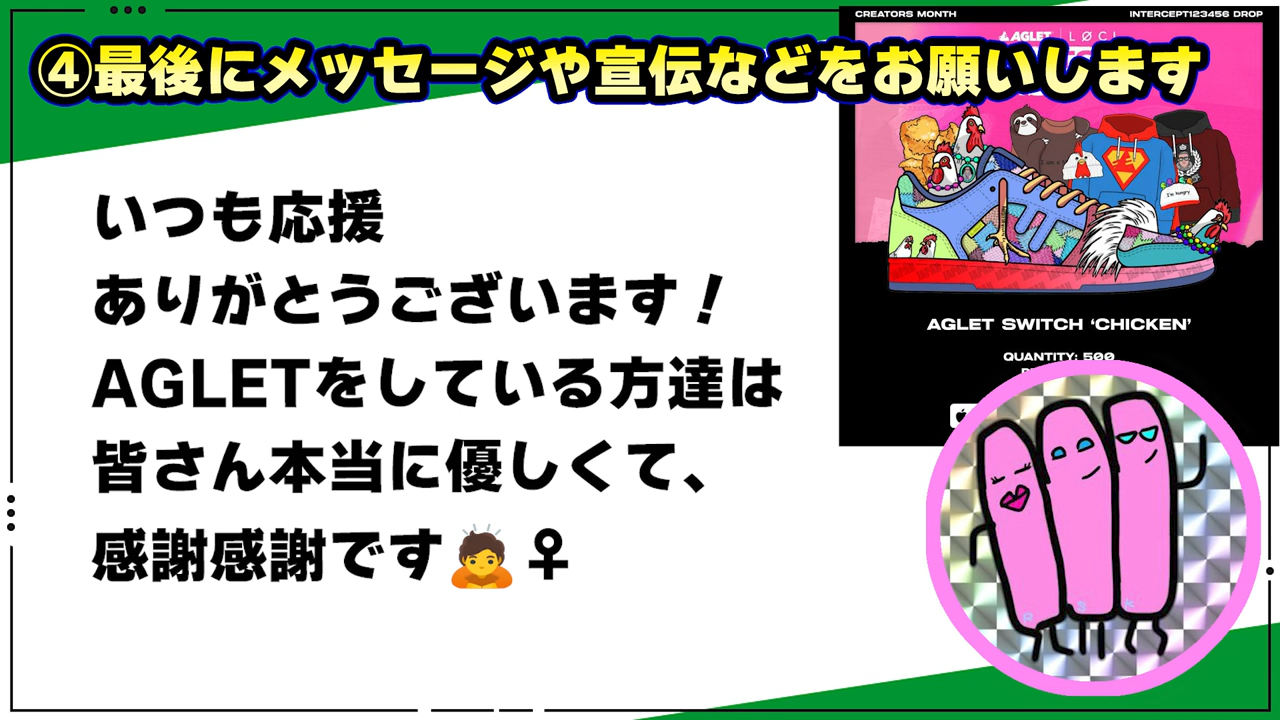 ④最後にメッセージや宣伝などをお願いします
いつも応援
ありがとうございます！
AGLETをしている方達は
皆さん本当に優しくて、
感謝感謝です🙇♀
CREATORS MONTH
INTERCEPT123456 DROP
AGLET | LØCI
I'm hungry
AGLET SWITCH ‘CHICKEN’
QUANTITY: 500
P S K